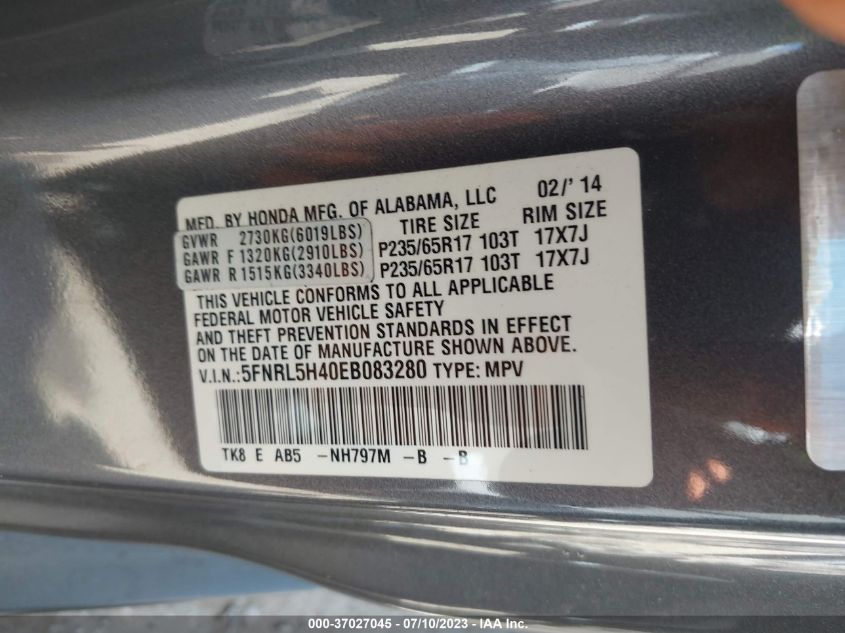 MFD. BY HONDA MFG. OF ALABAMA, LLC 02/' 14
TIRE SIZE RIM SIZE
GVWR 2730KG(6019LBS)
GAWR F 1320KG(2910LBS) P235/65R17 103T 17X7J
GAWR R 1515KG(3340LBS) P235/65R17 103T 17X7J
THIS VEHICLE CONFORMS TO ALL APPLICABLE
FEDERAL MOTOR VEHICLE SAFETY
AND THEFT PREVENTION STANDARDS IN EFFECT
ON THE DATE OF MANUFACTURE SHOWN ABOVE.
V.I.N.:5FNRL5H40EB083280 TYPE: MPV
TK8 E AB5 -NH797M -B -B
000-37027045 - 07/10/2023 - IAA Inc.